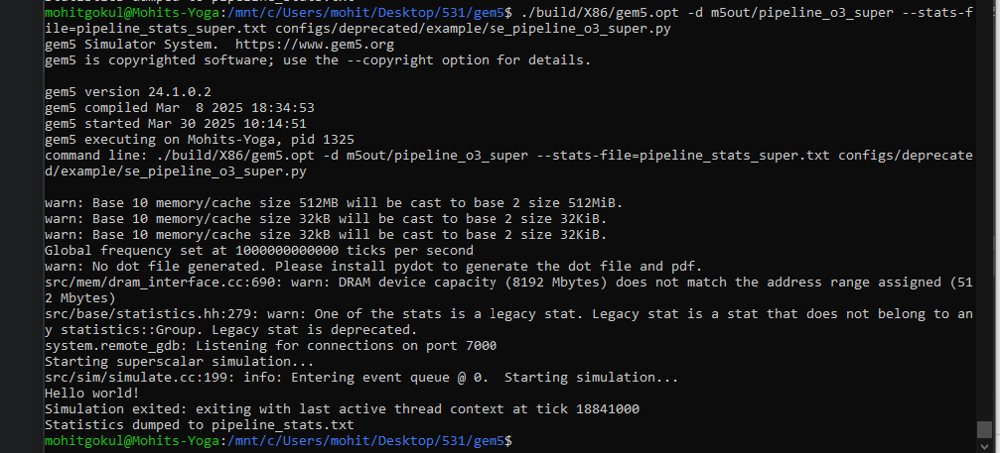 mohitgokul@Mohits-Yoga:/mnt/c/Users/mohit/Desktop/531/gem5$ ./build/X86/gem5.opt -d m5out/pipeline_o3_super --stats-f
ile=pipeline_stats_super.txt configs/deprecated/example/se_pipeline_o3_super.py
gem5 Simulator System.  https://www.gem5.org
gem5 is copyrighted software; use the --copyright option for details.

gem5 version 24.1.0.2
gem5 compiled Mar  8 2025 18:34:53
gem5 started Mar 30 2025 10:14:51
gem5 executing on Mohits-Yoga, pid 1325
command line: ./build/X86/gem5.opt -d m5out/pipeline_o3_super --stats-file=pipeline_stats_super.txt configs/deprecate
d/example/se_pipeline_o3_super.py

warn: Base 10 memory/cache size 512MB will be cast to base 2 size 512MiB.
warn: Base 10 memory/cache size 32kB will be cast to base 2 size 32KiB.
warn: Base 10 memory/cache size 32kB will be cast to base 2 size 32KiB.
Global frequency set at 1000000000000 ticks per second
warn: No dot file generated. Please install pydot to generate the dot file and pdf.
src/mem/dram_interface.cc:690: warn: DRAM device capacity (8192 Mbytes) does not match the address range assigned (51
2 Mbytes)
src/base/statistics.hh:279: warn: One of the stats is a legacy stat. Legacy stat is a stat that does not belong to an
y statistics::Group. Legacy stat is deprecated.
system.remote_gdb: Listening for connections on port 7000
Starting superscalar simulation...
src/sim/simulate.cc:199: info: Entering event queue @ 0.  Starting simulation...
Hello world!
Simulation exited: exiting with last active thread context at tick 18841000
Statistics dumped to pipeline_stats.txt
mohitgokul@Mohits-Yoga:/mnt/c/Users/mohit/Desktop/531/gem5$